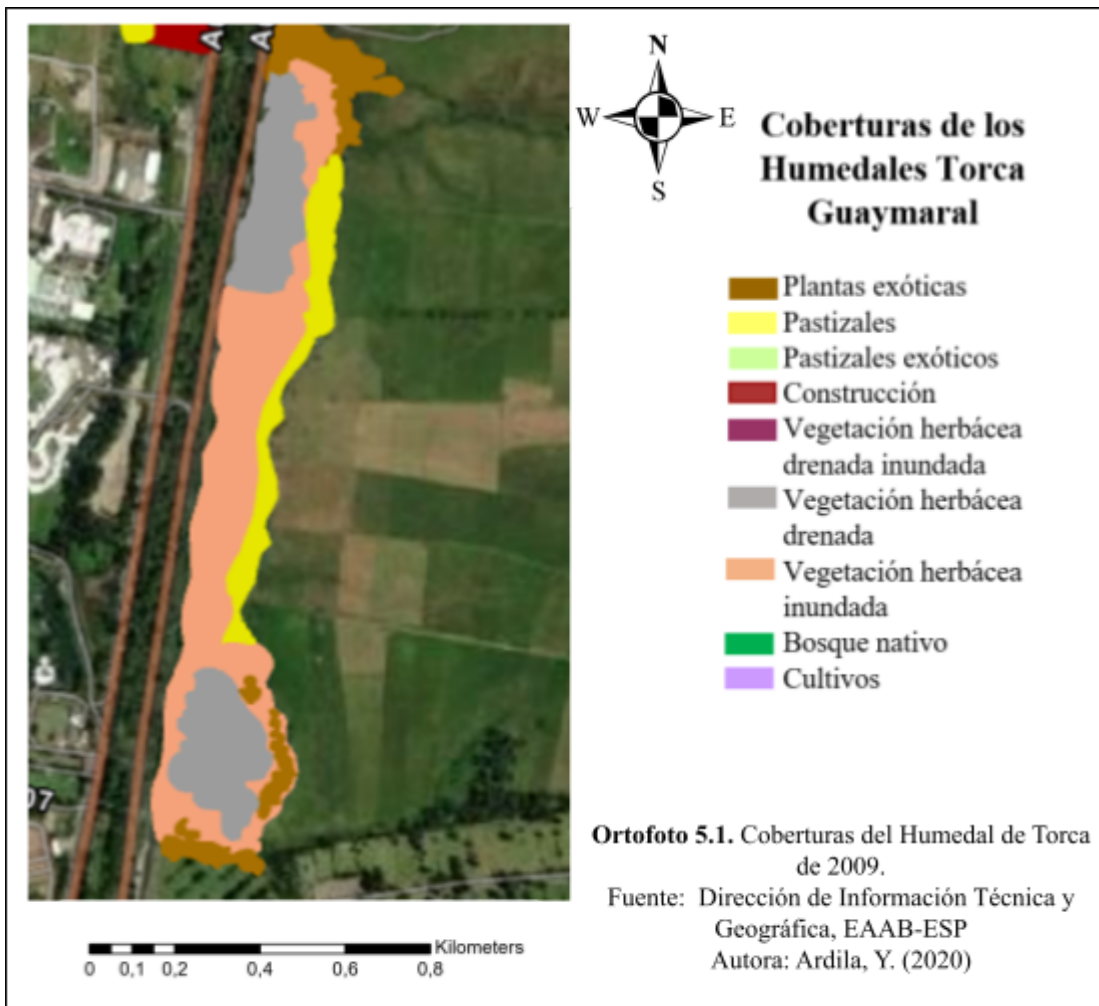 A
A
N
W
E
S
Coberturas de los
Humedales Torca
Guaymaral
Plantas exóticas
Pastizales
Pastizales exóticos
Construcción
Vegetación herbácea
drenada inundada
Vegetación herbácea
drenada
Vegetación herbácea
inundada
Bosque nativo
Cultivos
07
Ortofoto 5.1. Coberturas del Humedal de Torca
de 2009.
Fuente: Dirección de Información Técnica y
Geográfica, EAAB-ESP
Autora: Ardila, Y. (2020)
Kilometers
0 0,1 0,2 0,4 0,6 0,8